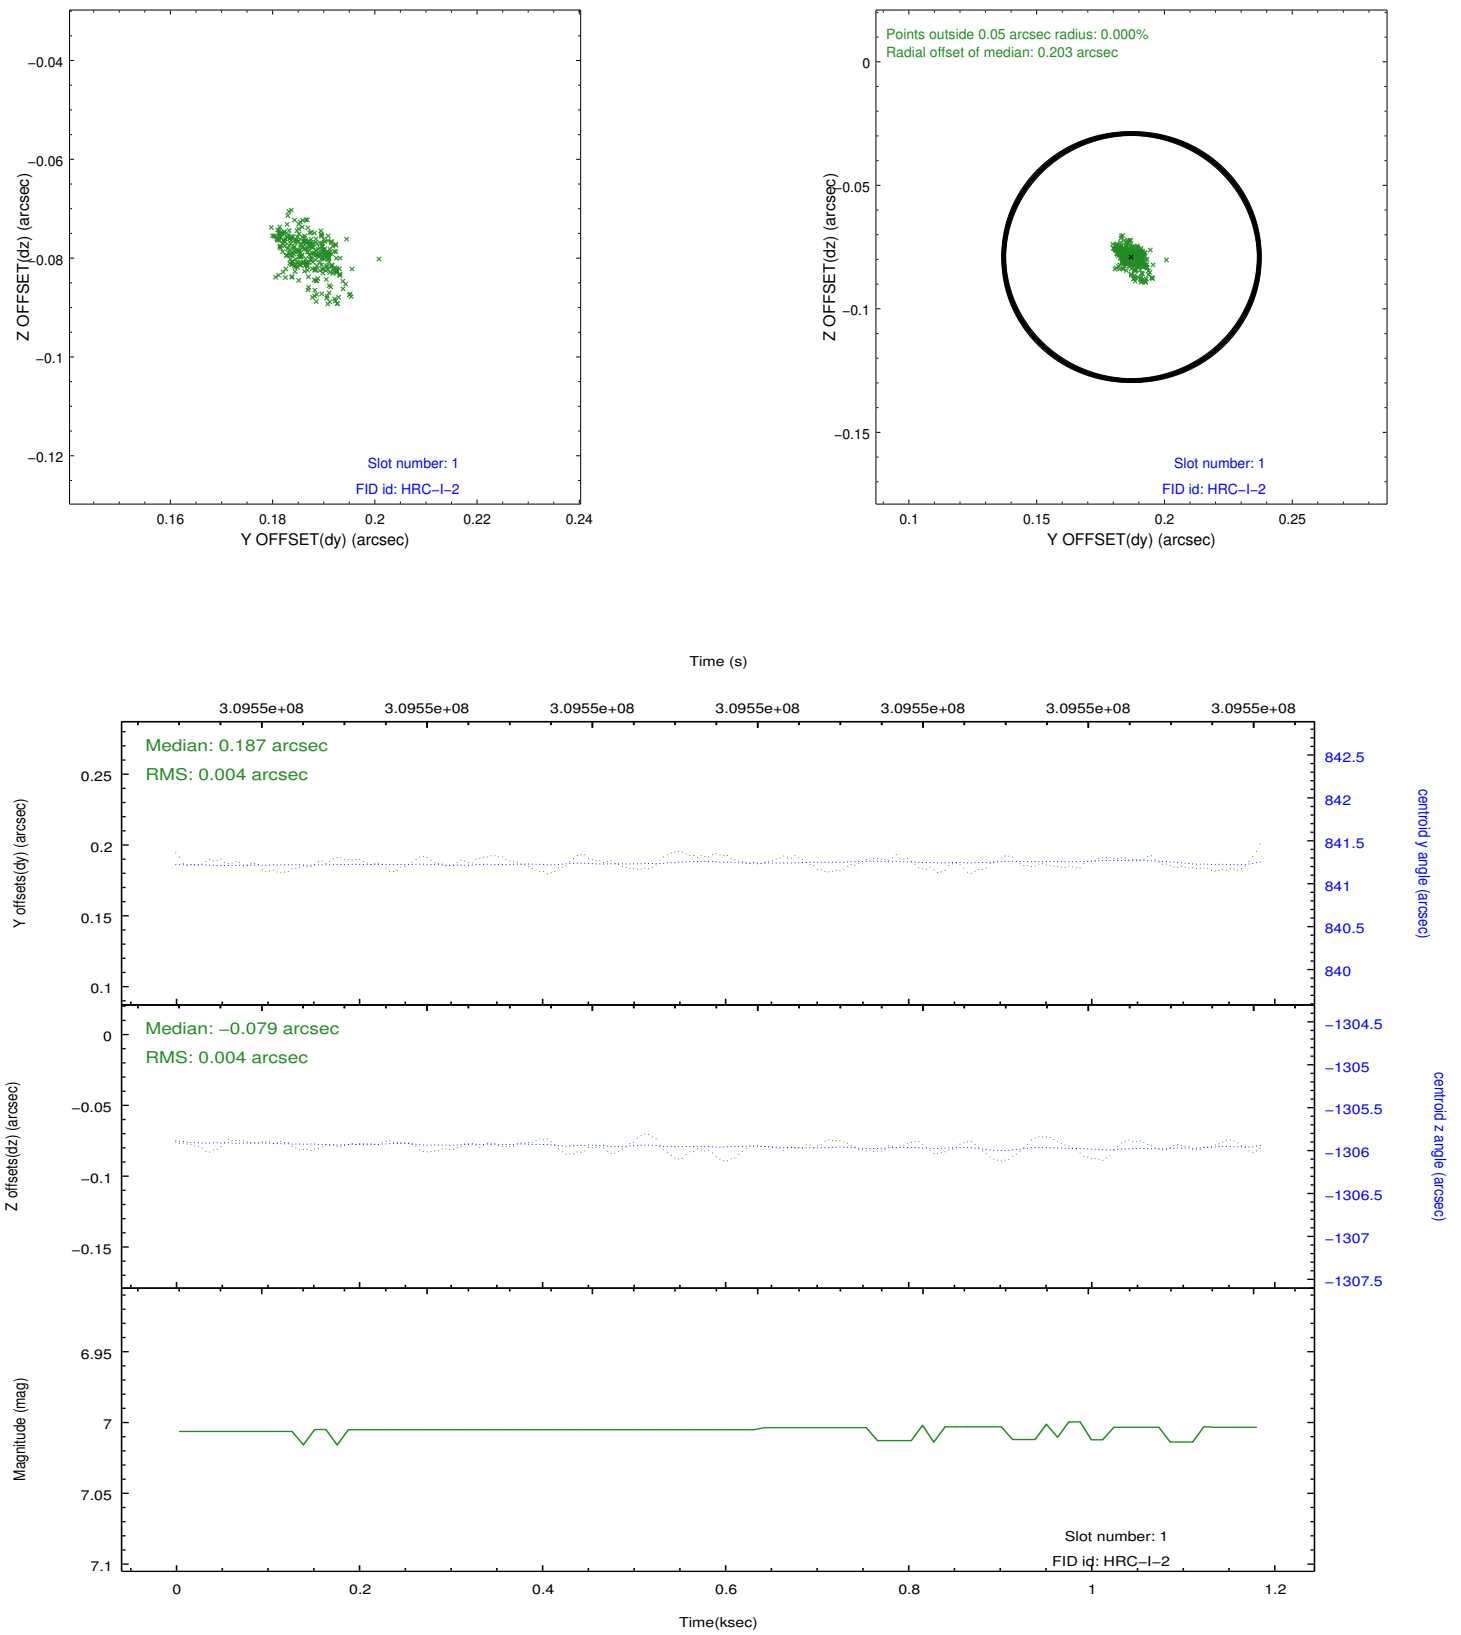 −0.04
−0.06
−0.08
−0.1
−0.12
Z OFFSET(dz) (arcsec)
Slot number: 1
FID id: HRC−I−2
0.16 0.18 0.2 0.22 0.24
Y OFFSET(dy) (arcsec)
Points outside 0.05 arcsec radius: 0.000%
Radial offset of median: 0.203 arcsec
0
−0.05
−0.1
−0.15
Z OFFSET(dz) (arcsec)
Slot number: 1
FID id: HRC−I−2
0.1 0.15 0.2 0.25
Y OFFSET(dy) (arcsec)
Time (s)
3.0955e+08 3.0955e+08 3.0955e+08 3.0955e+08 3.0955e+08 3.0955e+08 3.0955e+08
Median: 0.187 arcsec
RMS: 0.004 arcsec
0.25
0.2
0.15
0.1
Y offsets(dy) (arcsec)
842.5
842
841.5
841
840.5
840
centroid y angle (arcsec)
Median: −0.079 arcsec
RMS: 0.004 arcsec
0
−0.05
−0.1
−0.15
Z offsets(dz) (arcsec)
−1304.5
−1305
−1305.5
−1306
−1306.5
−1307
−1307.5
centroid z angle (arcsec)
6.95
7
7.05
7.1
Magnitude (mag)
Slot number: 1
FID id: HRC−I−2
0 0.2 0.4 0.6 0.8 1 1.2
Time(ksec)